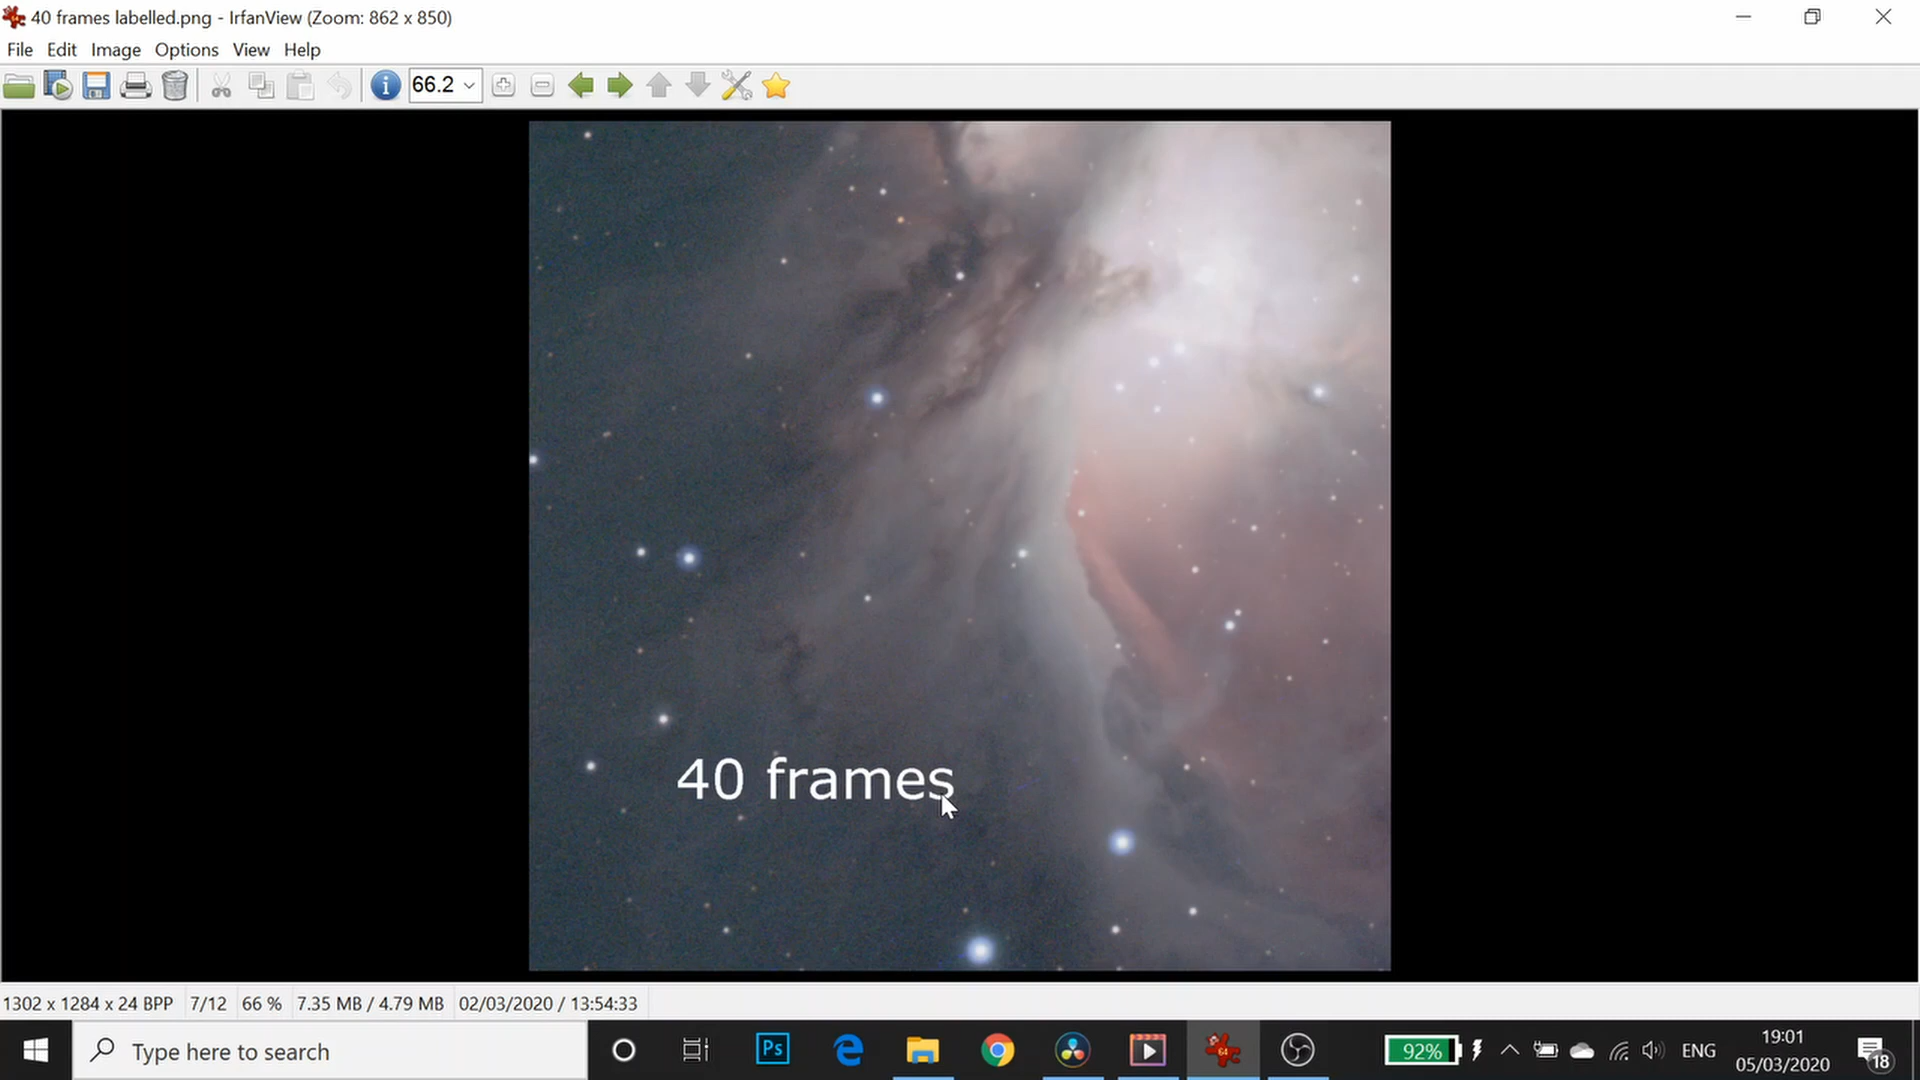 40 frames labelled.png - IrfanView (Zoom: 862 x 850)
File Edit Image Options View Help
66.2
40 frames
1302 x 1284 x 24 BPP 7/12 66 % 7.35 MB / 4.79 MB 02/03/2020 / 13:54:33
Type here to search
Ps
64
92%
ENG
19:01
05/03/2020
18